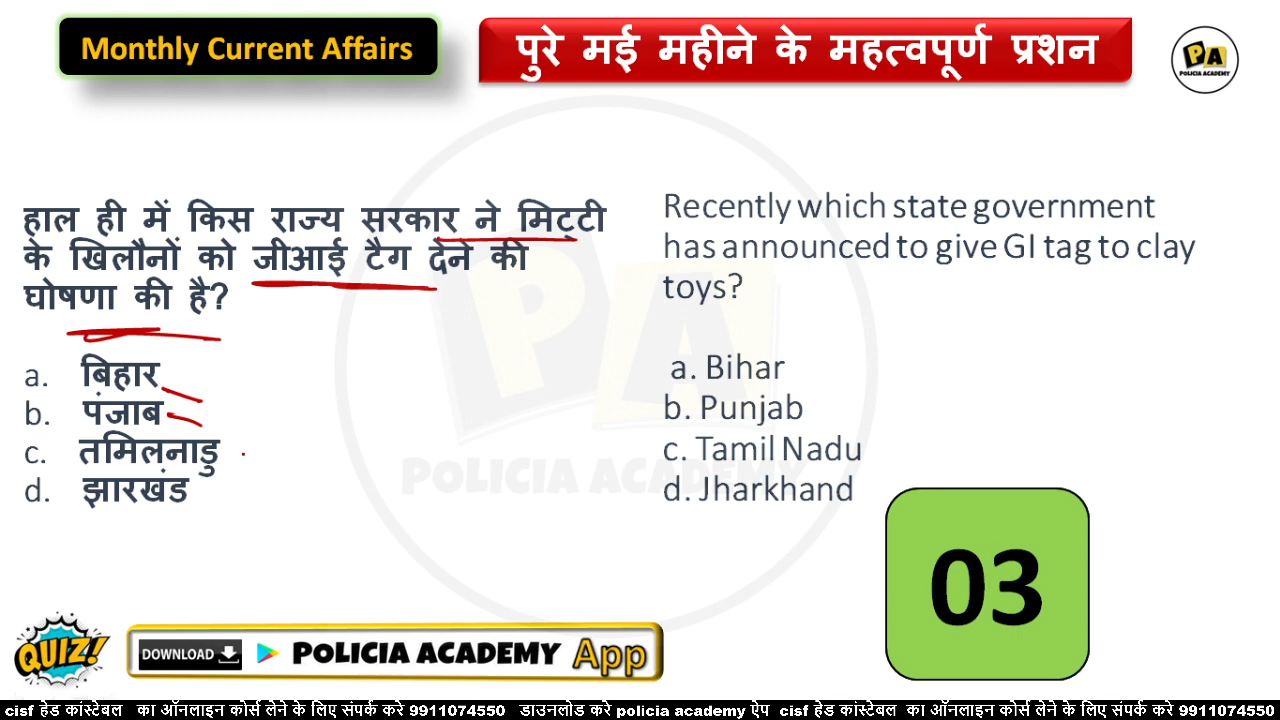 Monthly Current Affairs
पुरे मई महीने के महत्वपूर्ण प्रशन
PA
POLICIA ACADEMY
हाल ही में किस राज्य सरकार ने मिट्टी
के खिलौनों को जीआई टैग देने की
घोषणा की है?
a. बिहार
b. पंजाब
c. तमिलनाडु
d. झारखंड
Recently which state government
has announced to give GI tag to clay
toys?
a. Bihar
b. Punjab
c. Tamil Nadu
d. Jharkhand
PA
POLICIA ACADEMY
03
QUIZ!
DOWNLOAD POLICIA ACADEMY App
cisf हेड कांस्टेबल का ऑनलाइन कोर्स लेने के लिए संपर्क करे 9911074550 डाउनलोड करे policia academy ऐप cisf हेड कांस्टेबल का ऑनलाइन कोर्स लेने के लिए संपर्क करे 9911074550